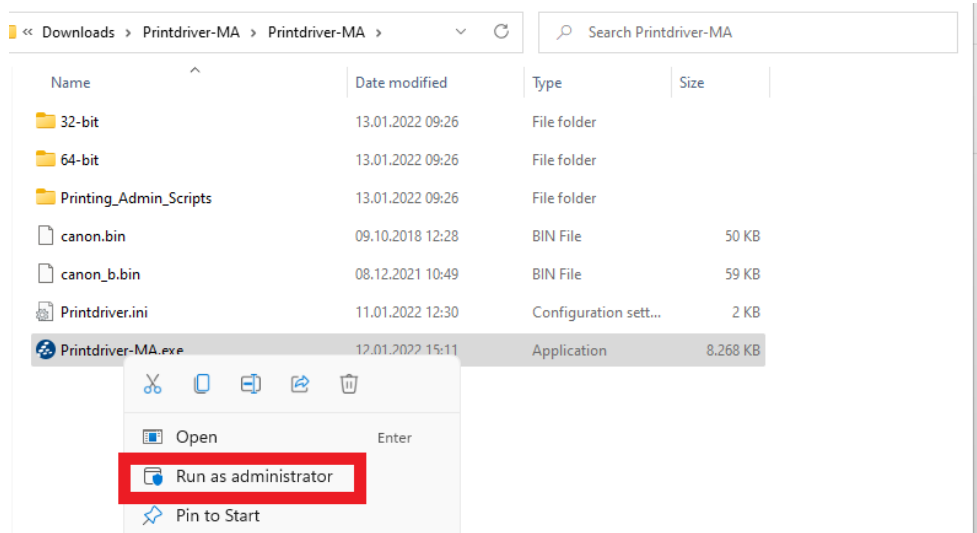 « Downloads > Printdriver-MA > Printdriver-MA > Search Printdriver-MA
Name Date modified Type Size
32-bit 13.01.2022 09:26 File folder
64-bit 13.01.2022 09:26 File folder
Printing_Admin_Scripts 13.01.2022 09:26 File folder
canon.bin 09.10.2018 12:28 BIN File 50 KB
canon_b.bin 08.12.2021 10:49 BIN File 59 KB
Printdriver.ini 11.01.2022 12:30 Configuration sett... 2 KB
Printdriver-MA.exe 12.01.2022 15:11 Application 8.268 KB
Open Enter
Run as administrator
Pin to Start